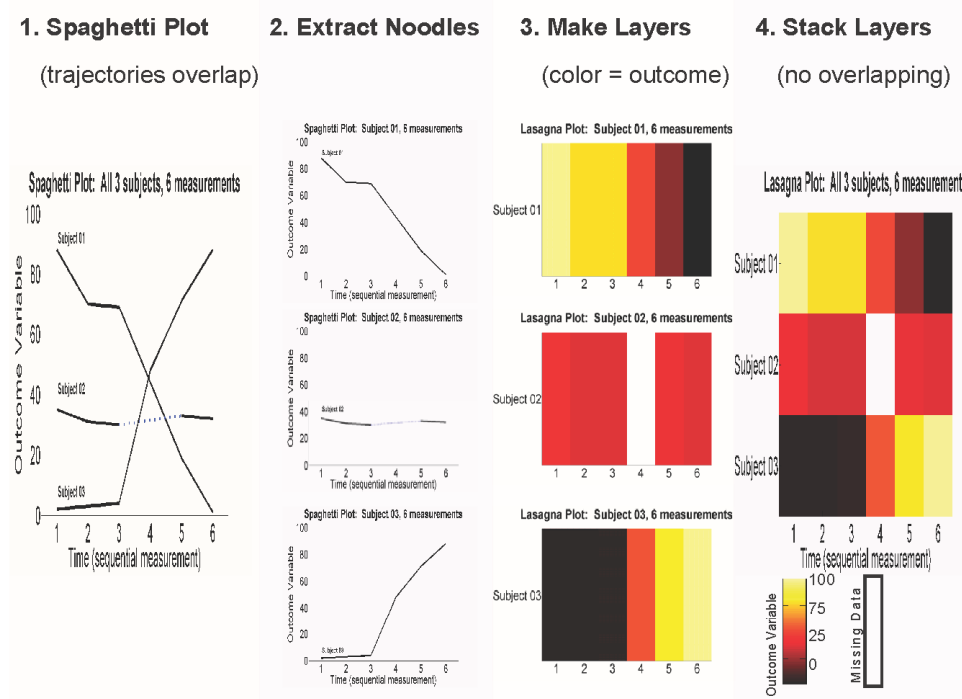 1. Spaghetti Plot
(trajectories overlap)
Spaghetti Plot: All 3 subjects, 6 measurements
100
80
60
40
20
0
Outcome Variable
Subject 01
Subject 02
Subject 03
1 2 3 4 5 6
Time (sequential measurement)
2. Extract Noodles
Spaghetti Plot: Subject 01, 6 measurements
100
80
60
40
20
0
Outcome Variable
Subject 01
1 2 3 4 5 6
Time (sequential measurement)
Spaghetti Plot: Subject 02, 6 measurements
100
80
60
40
20
0
Outcome Variable
Subject 02
1 2 3 4 5 6
Time (sequential measurement)
Spaghetti Plot: Subject 03, 6 measurements
100
80
60
40
20
0
Outcome Variable
Subject
1 2 3 4 5 6
Time (sequential measurement)
3. Make Layers
(color = outcome)
Lasagna Plot: Subject 01, 6 measurements
Subject 01
1 2 3 4 5 6
Lasagna Plot: Subject 02, 6 measurements
Subject 02
1 2 3 4 5 6
Lasagna Plot: Subject 03, 6 measurements
Subject 03
1 2 3 4 5 6
4. Stack Layers
(no overlapping)
Lasagna Plot: All 3 subjects, 6 measurement
Subject 01
Subject 02
Subject 03
1 2 3 4 5 6
Time (sequential measurement)
Outcome Variable
100
75
25
0
Missing Data